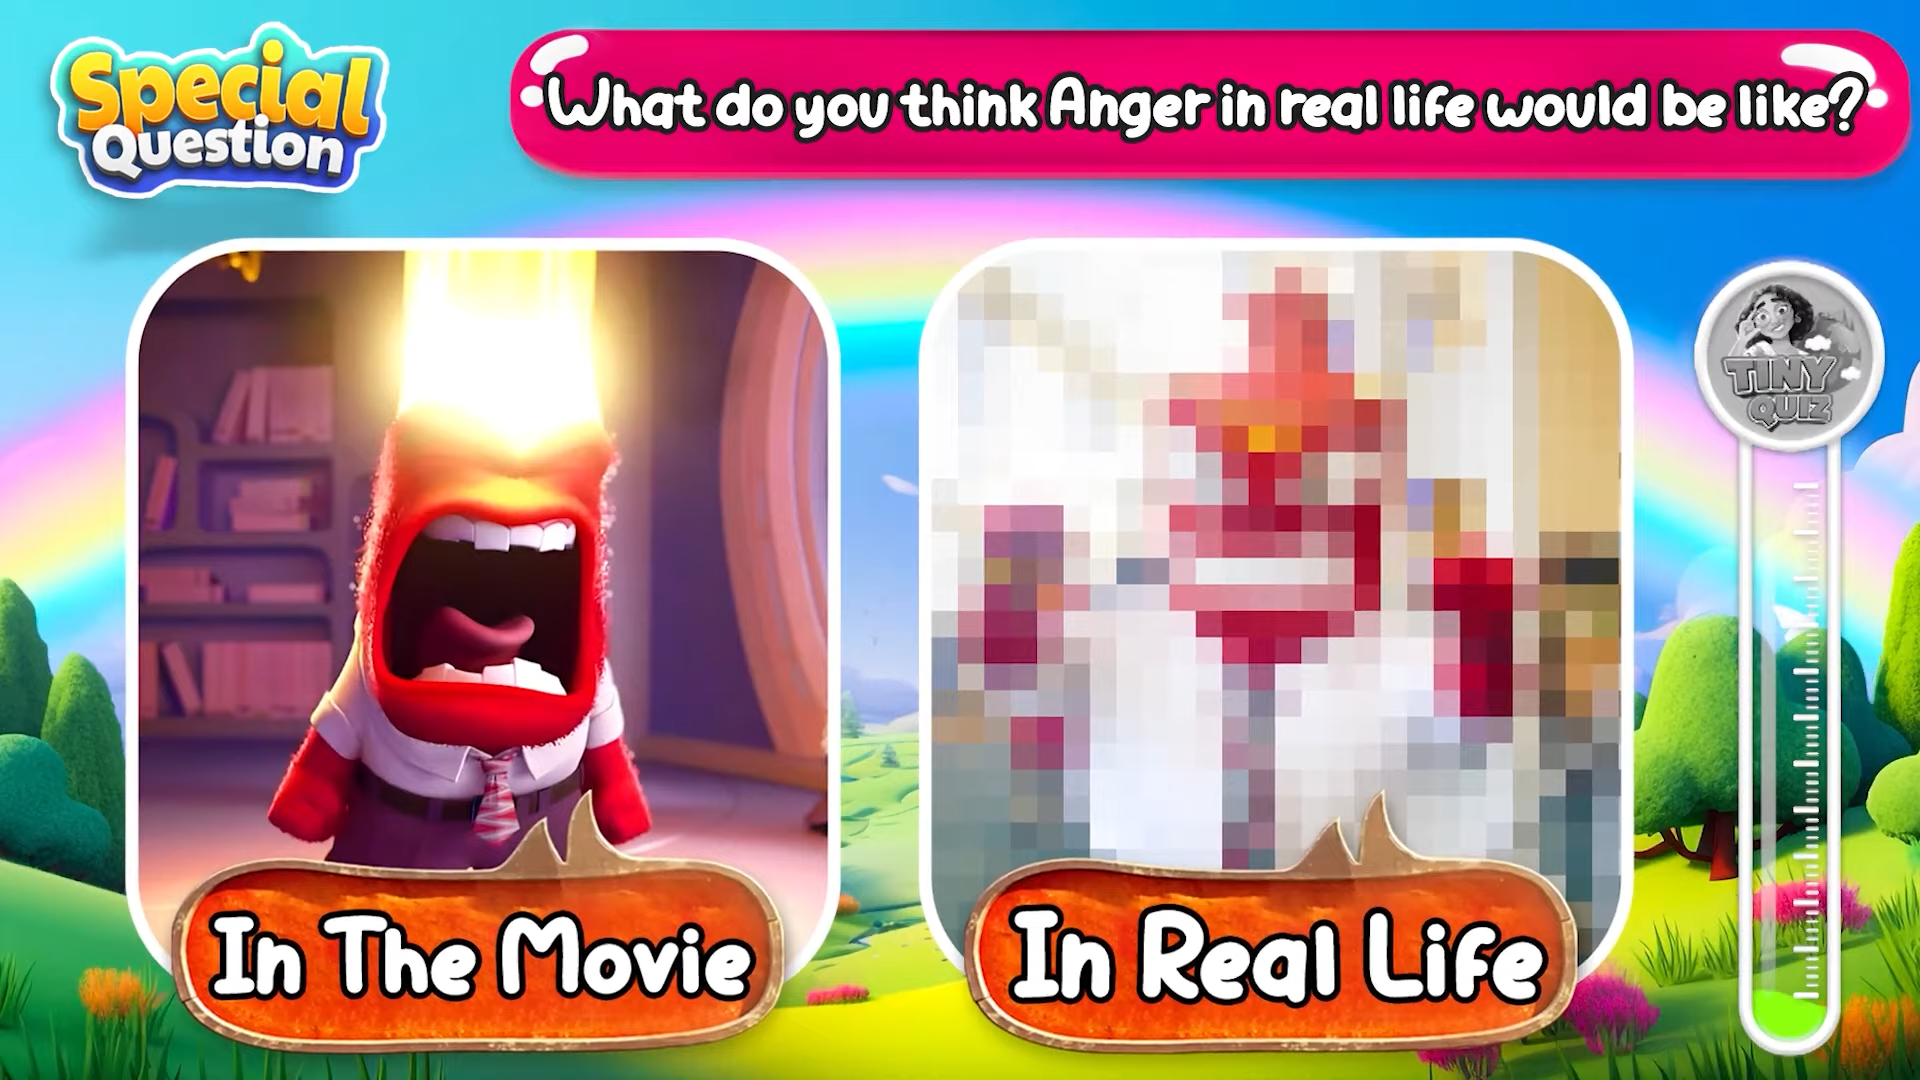 Special
Question
What do you think Anger in real life would be like?
TINY
QUIZ
In The Movie
In Real Life